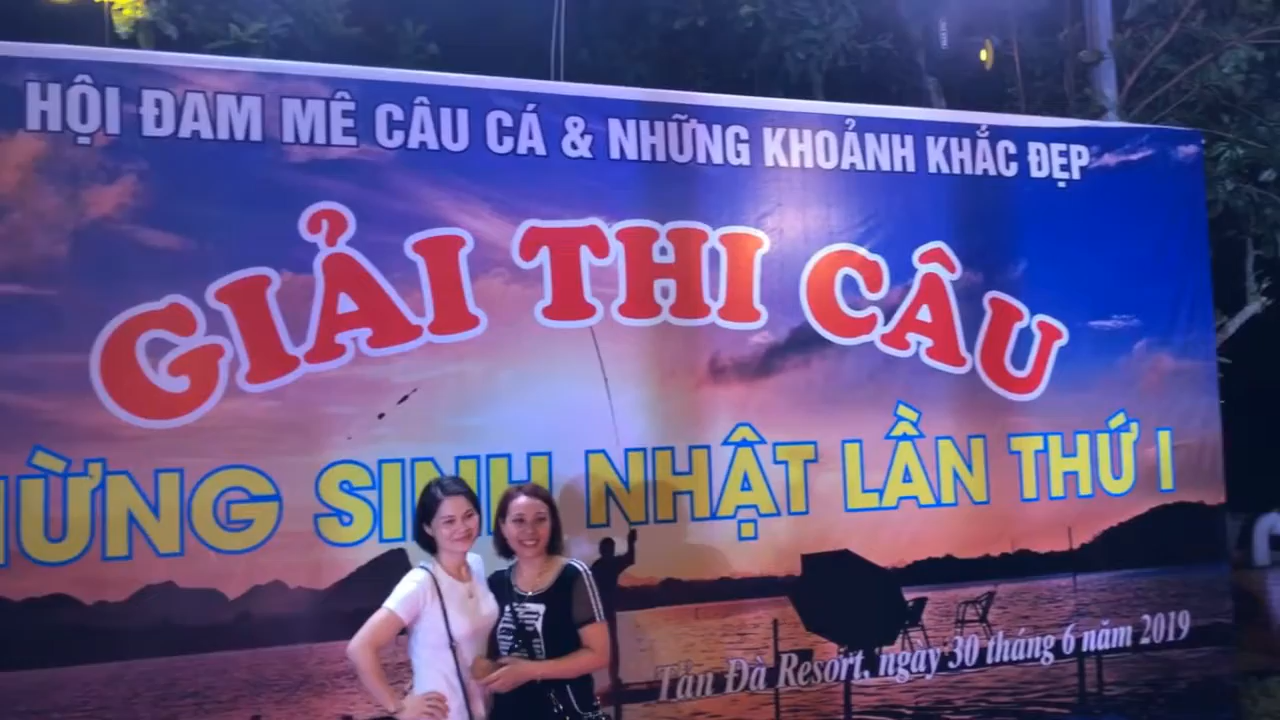 HỘI ĐAM MÊ CÂU CÁ & NHỮNG KHOẢNH KHẮC ĐẸP
GIẢI THI CÂU
ỪNG SINH NHẬT LẦN THỨ I
Tản Đà Resort, ngày 30 tháng 6 năm 2019